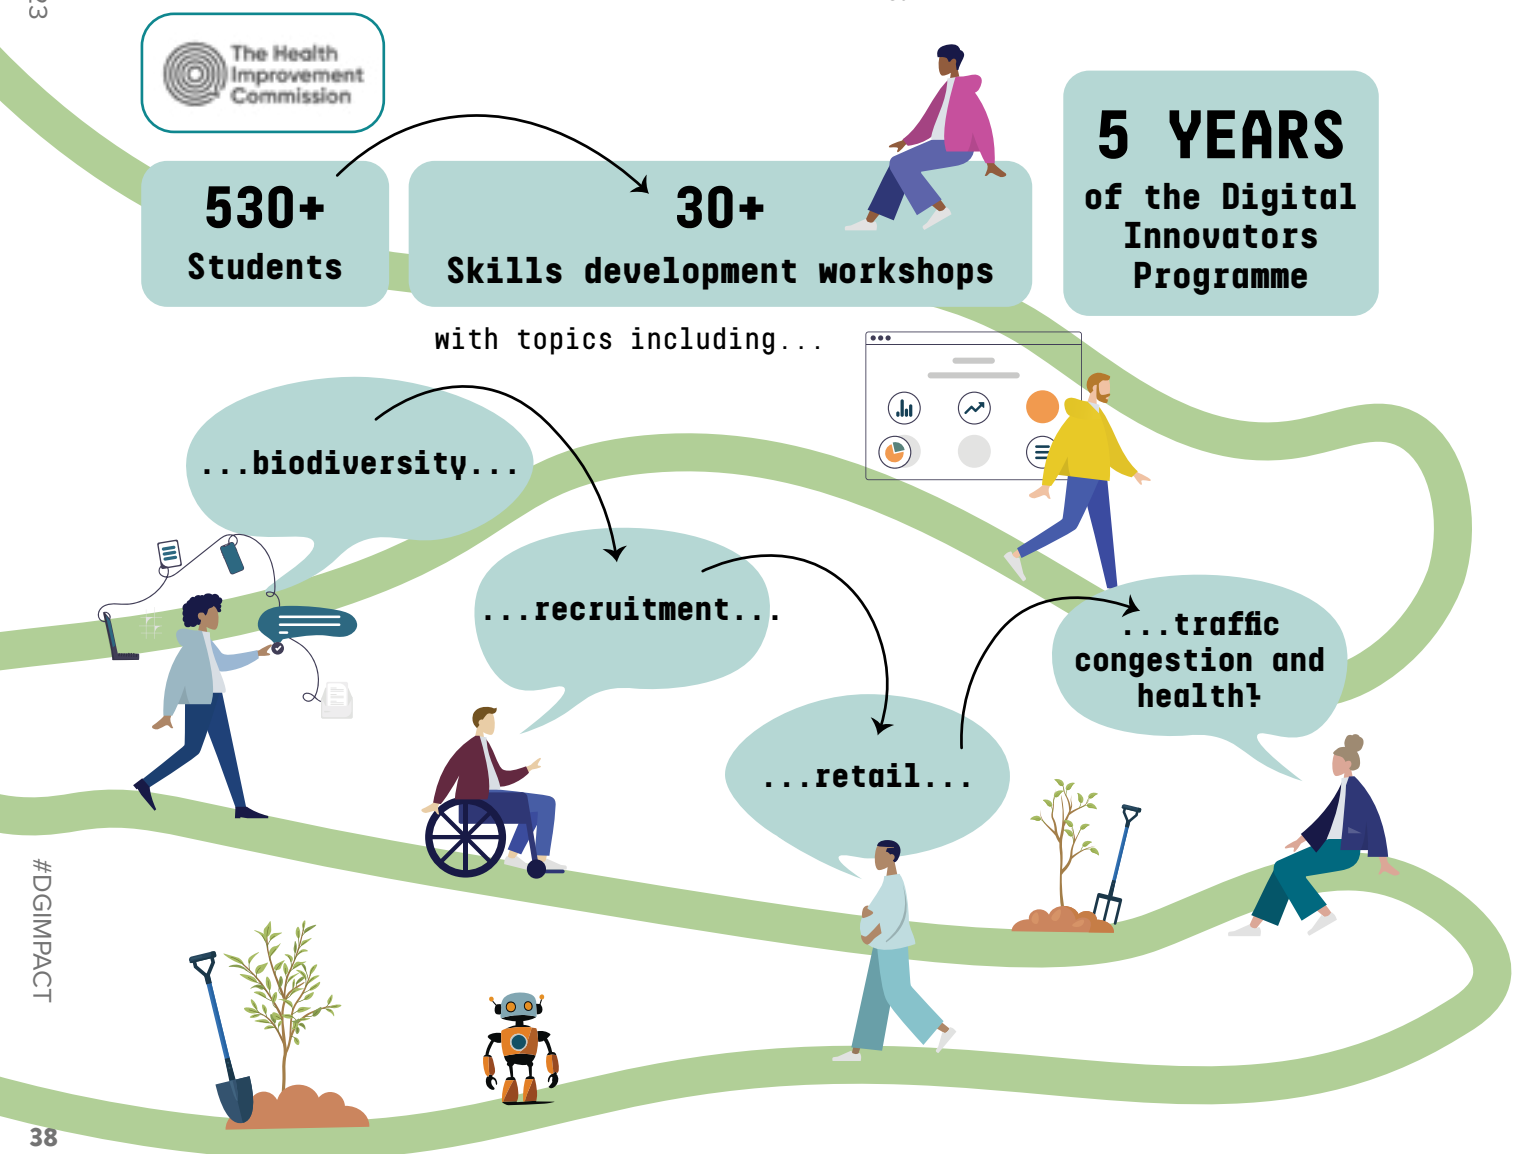 23
The Health
Improvement
Commission
530+
Students
30+
Skills development workshops
5 YEARS
of the Digital
Innovators
Programme
with topics including...
...biodiversity...
...recruitment...
...retail...
...traffic
congestion and
health!
#DGIMPACT
38